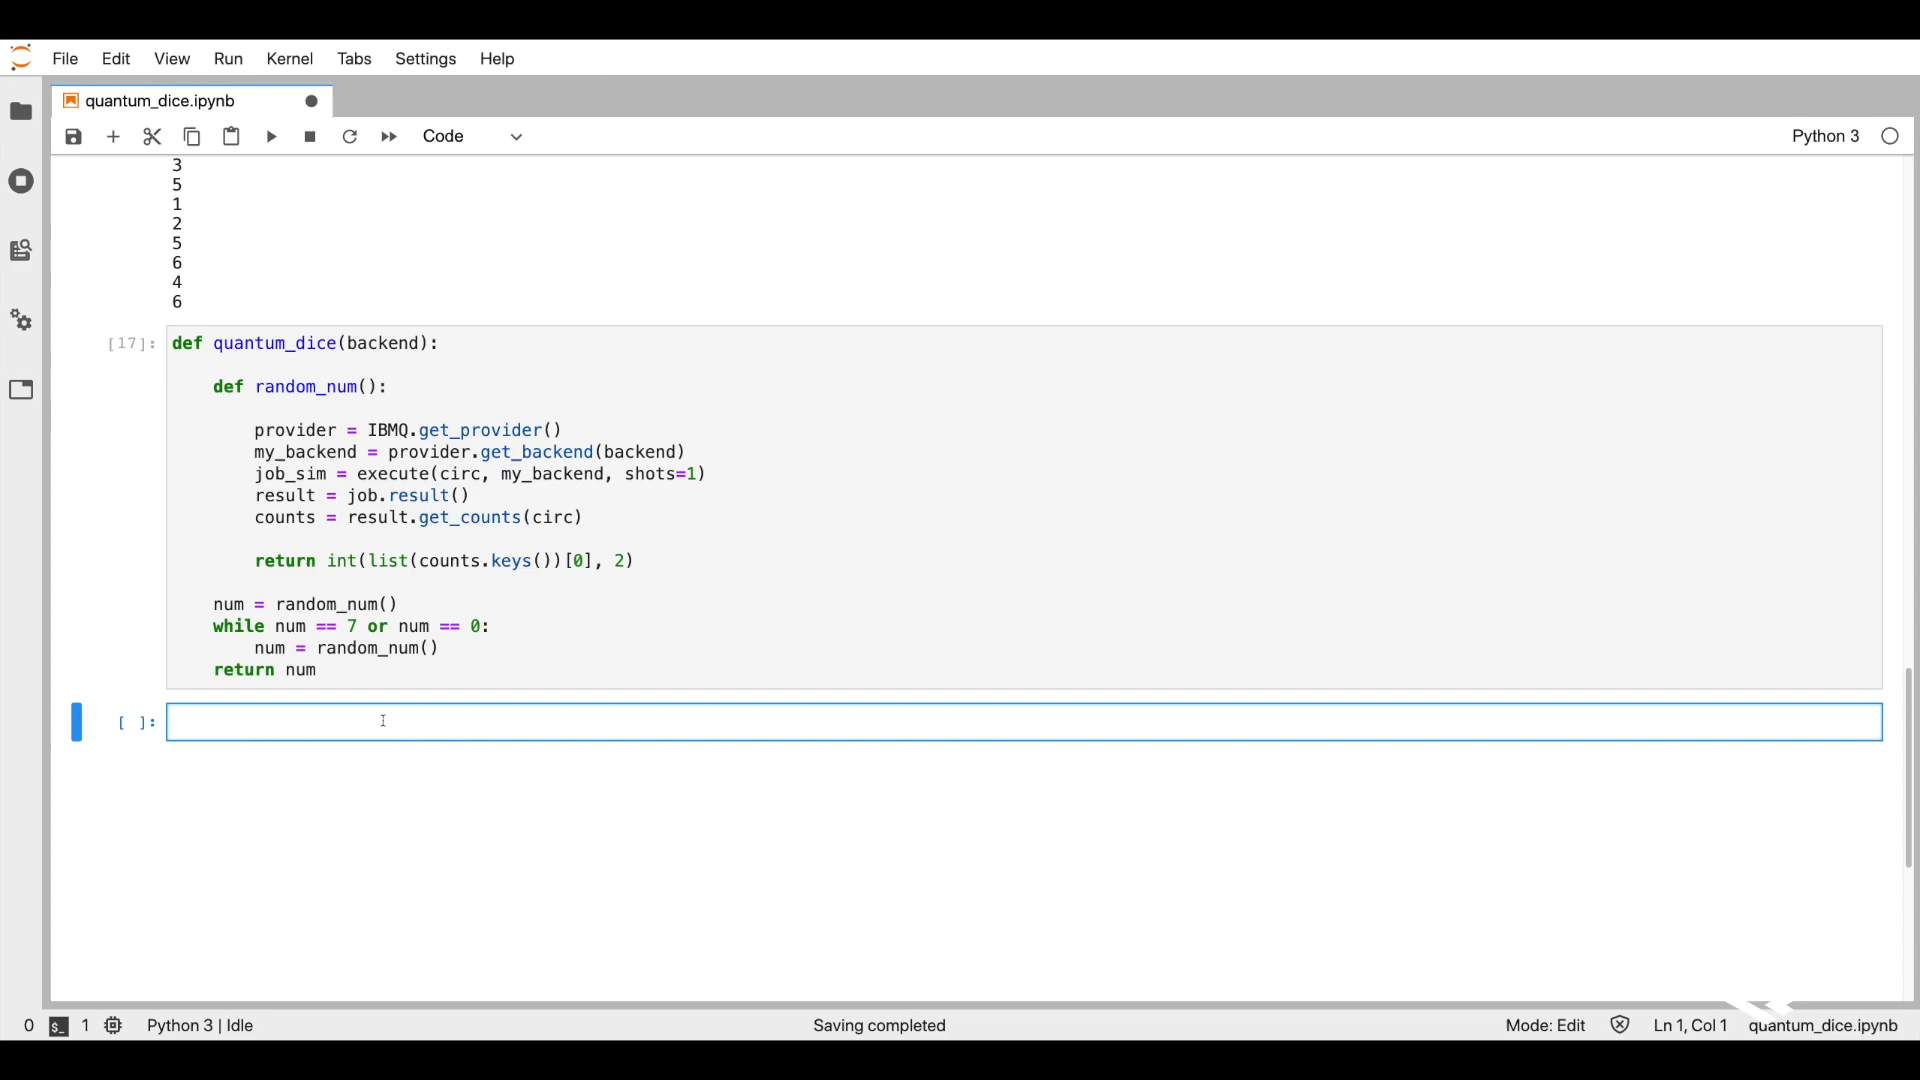 File Edit View Run Kernel Tabs Settings Help
quantum_dice.ipynb
Code
Python 3
3
5
1
2
5
6
4
6
[17]: def quantum_dice(backend):
def random_num():
provider = IBMQ.get_provider()
my_backend = provider.get_backend(backend)
job_sim = execute(circ, my_backend, shots=1)
result = job.result()
counts = result.get_counts(circ)
return int(list(counts.keys())[0], 2)
num = random_num()
while num == 7 or num == 0:
num = random_num()
return num
[ ]:
0 $_ 1 Python 3 | Idle Saving completed Mode: Edit Ln 1, Col 1 quantum_dice.ipynb